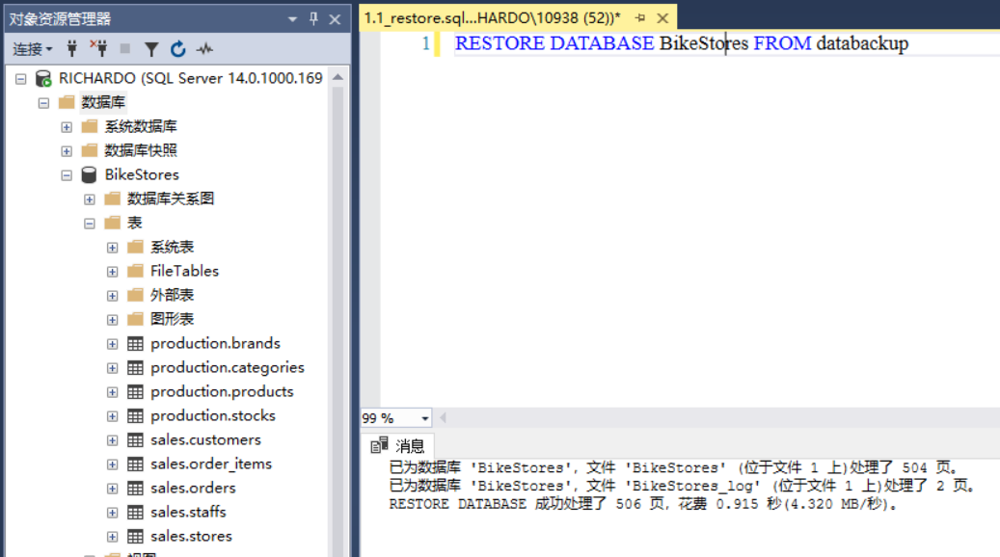 对象资源管理器
连接
RICHARDO (SQL Server 14.0.1000.169
数据库
系统数据库
数据库快照
BikeStores
数据库关系图
表
系统表
FileTables
外部表
图形表
production.brands
production.categories
production.products
production.stocks
sales.customers
sales.order_items
sales.orders
sales.staffs
sales.stores
1.1_restore.sql...HARDO\10938 (52))*
1 RESTORE DATABASE BikeStores FROM databackup
99 %
消息
已为数据库 'BikeStores'，文件 'BikeStores' (位于文件 1 上)处理了 504 页。
已为数据库 'BikeStores'，文件 'BikeStores_log' (位于文件 1 上)处理了 2 页。
RESTORE DATABASE 成功处理了 506 页，花费 0.915 秒(4.320 MB/秒)。